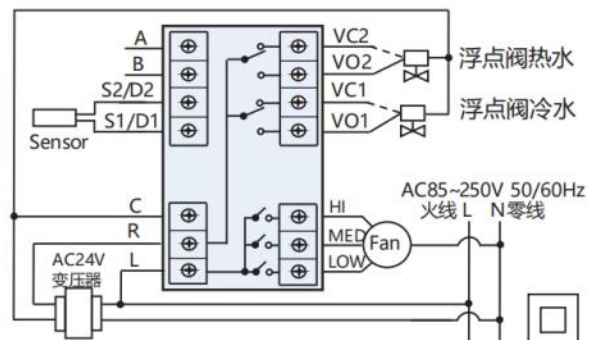 A
B
S2/D2
S1/D1
Sensor
VC2
VO2
VC1
VO1
浮点阀热水
浮点阀冷水
C
R
L
AC24V
变压器
HI
MED
LOW
Fan
AC85~250V 50/60Hz
火线 L N零线